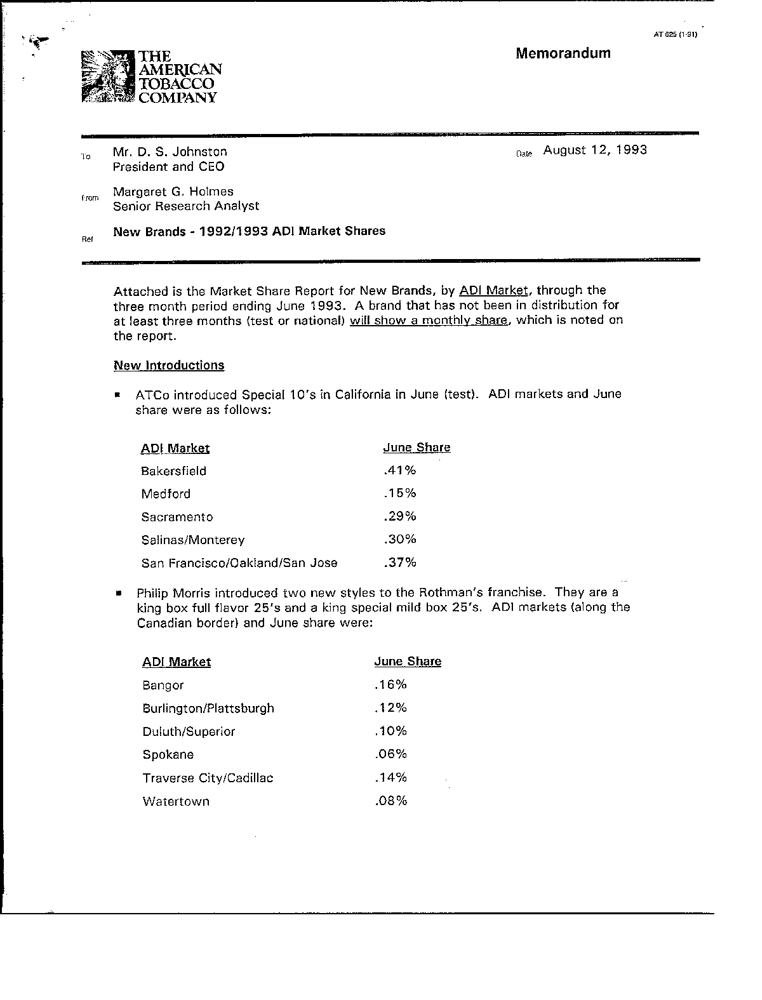 AT 625 (1-91)
Memorandum
THE
AMERICAN
TOBACCO
COMPANY
To Mr. D. S. Johnston
President and CEO
Date August 12, 1993
From Margaret G. Holmes
Senior Research Analyst
Ref New Brands - 1992/1993 ADI Market Shares
Attached is the Market Share Report for New Brands, by ADI Market, through the
three month period ending June 1993. A brand that has not been in distribution for
at least three months (test or national) will show a monthly share, which is noted on
the report.
New Introductions
▪ ATCo introduced Special 10's in California in June (test). ADI markets and June
share were as follows:
ADI Market June Share
Bakersfield .41%
Medford .15%
Sacramento .29%
Salinas/Monterey .30%
San Francisco/Oakland/San Jose .37%
▪ Philip Morris introduced two new styles to the Rothman's franchise. They are a
king box full flavor 25's and a king special mild box 25's. ADI markets (along the
Canadian border) and June share were:
ADI Market June Share
Bangor .16%
Burlington/Plattsburgh .12%
Duluth/Superior .10%
Spokane .06%
Traverse City/Cadillac .14%
Watertown .08%